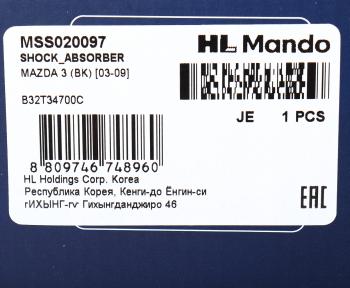 MSS020097
HL Mando
SHOCK_ABSORBER
MAZDA 3 (BK) [03-09]
B32T34700C
JE 1 PCS
8 809746 748960
HL Holdings Corp. Korea
Республика Корея, Кенги-до Ёнгин-си
гИХЫНГ-гу Гихынгданджиро 46
EAC